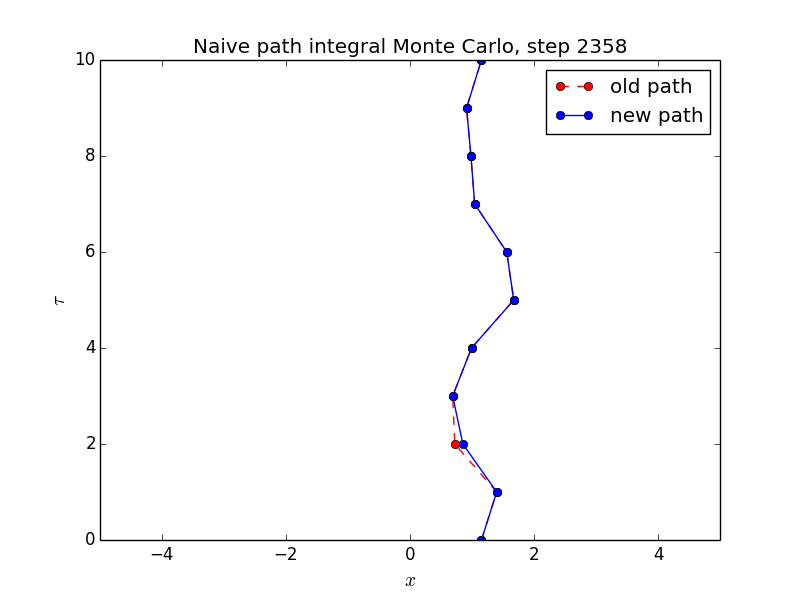 Naive path integral Monte Carlo, step 2358
10
8
6
4
2
0
τ
old path
new path
−4
−2
0
2
4
x